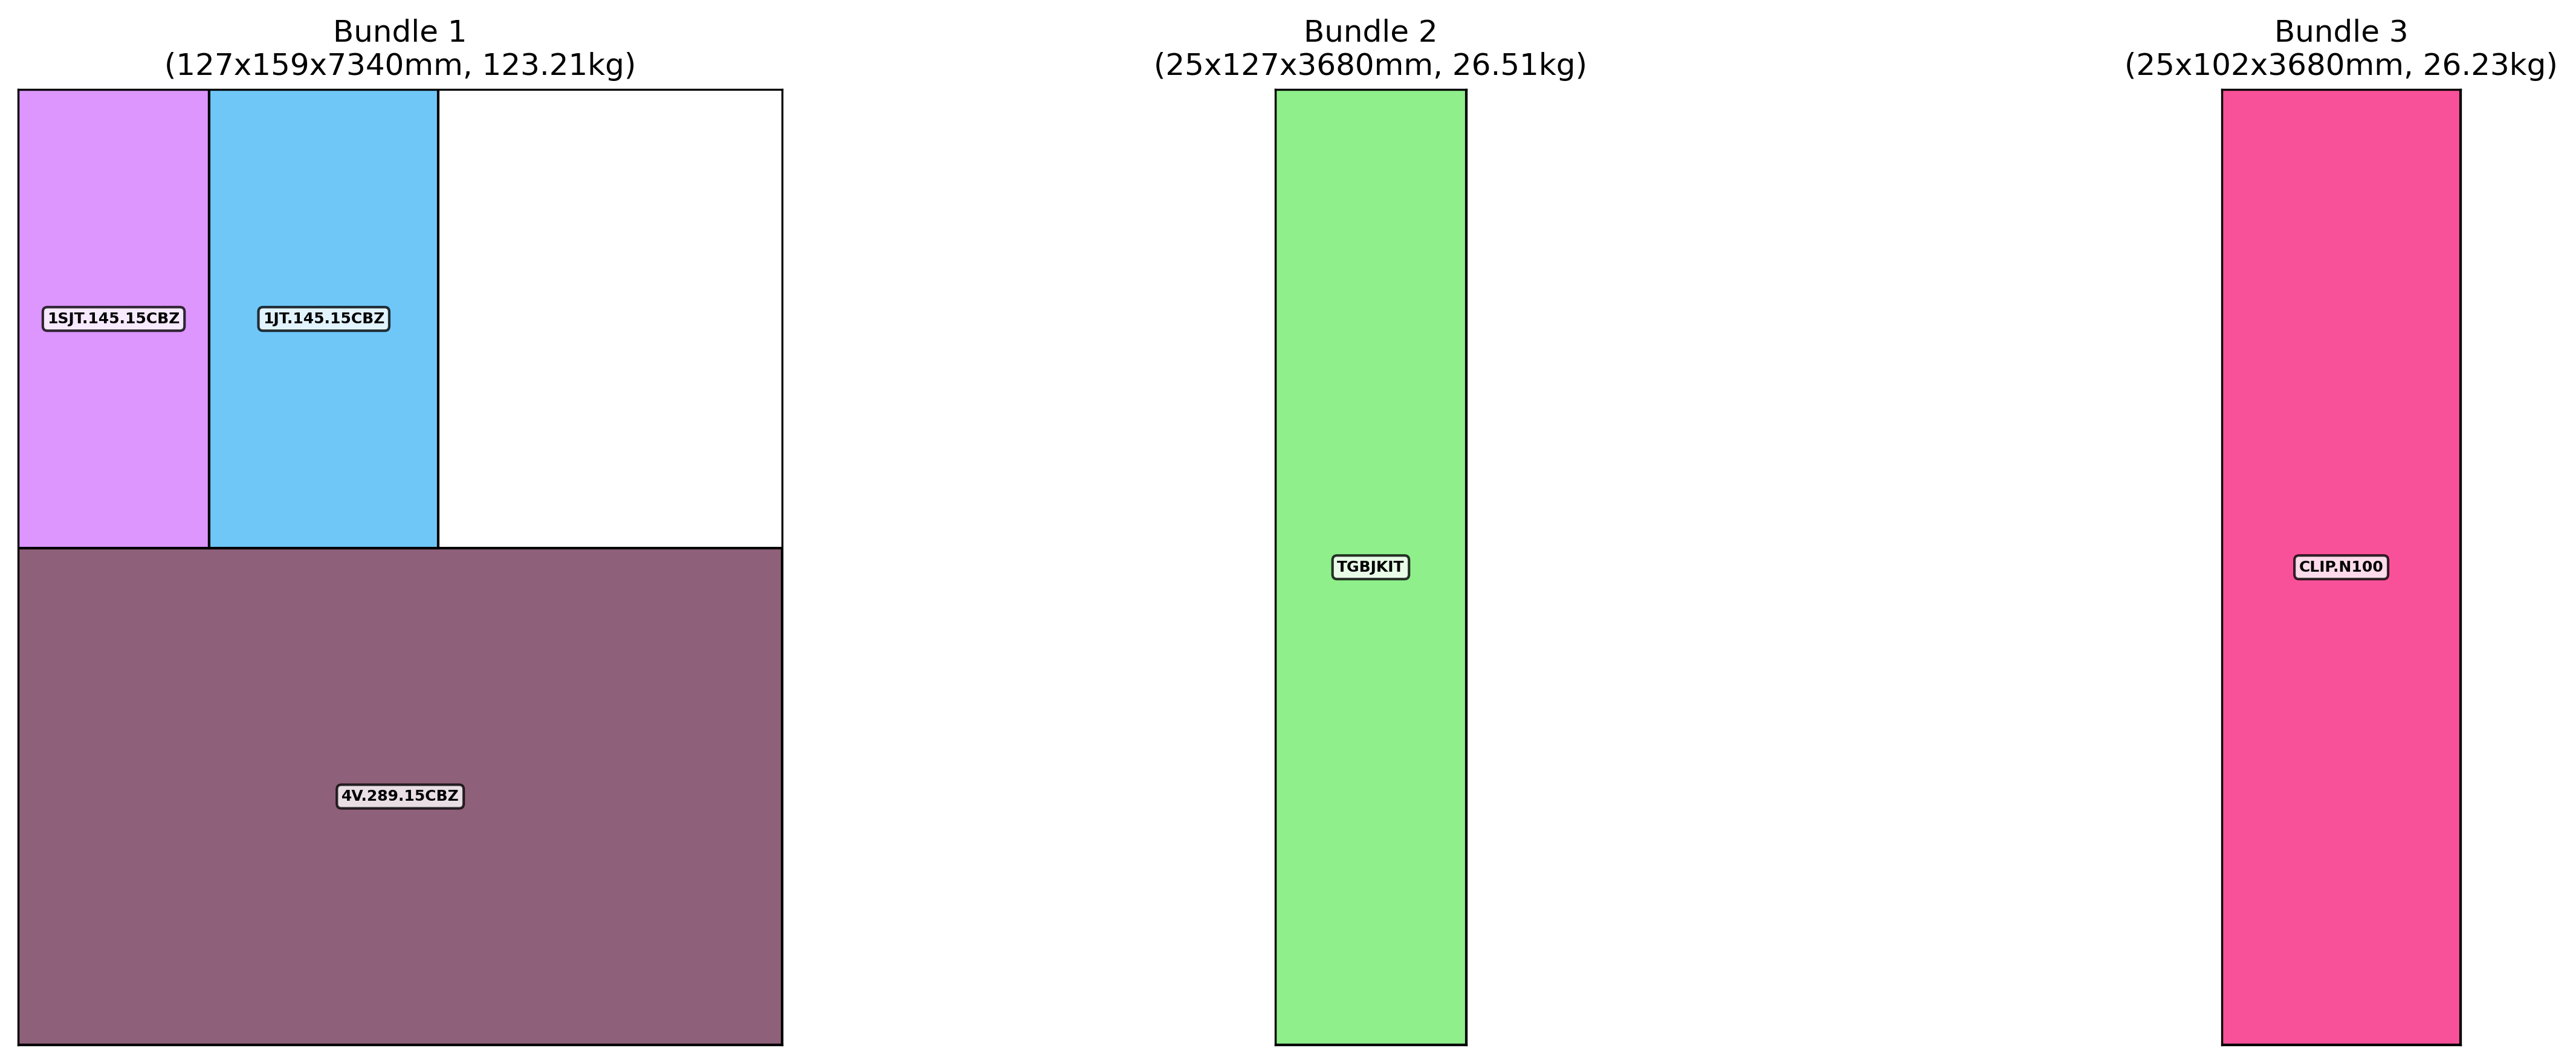 Bundle 1
(127x159x7340mm, 123.21kg)
1SJT.145.15CBZ
1JT.145.15CBZ
4V.289.15CBZ
Bundle 2
(25x127x3680mm, 26.51kg)
TGBJKIT
Bundle 3
(25x102x3680mm, 26.23kg)
CLIP.N100